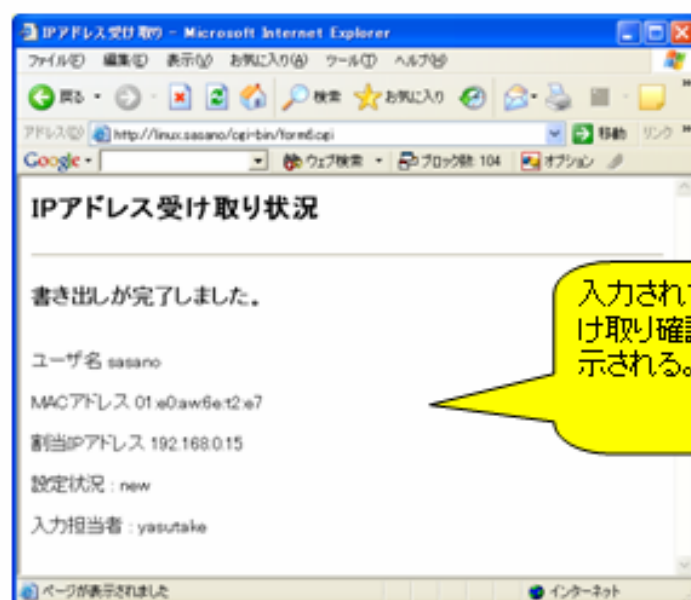 IPアドレス受け取り - Microsoft Internet Explorer
ファイル(F) 編集(E) 表示(V) お気に入り(A) ツール(T) ヘルプ(H)
戻る 検索 お気に入り
アドレス(D) http://linux.sasano/cgi-bin/form6.cgi 移動 リンク
Google ウェブ検索 ブロック数: 104 オプション
IPアドレス受け取り状況
書き出しが完了しました。
ユーザ名 sasano
MACアドレス 01:e0:aw:6e:t2:e7
割当IPアドレス 192.168.0.15
設定状況 : new
入力担当者 : yasutake
入力され
け取り確
示される。
ページが表示されました インターネット